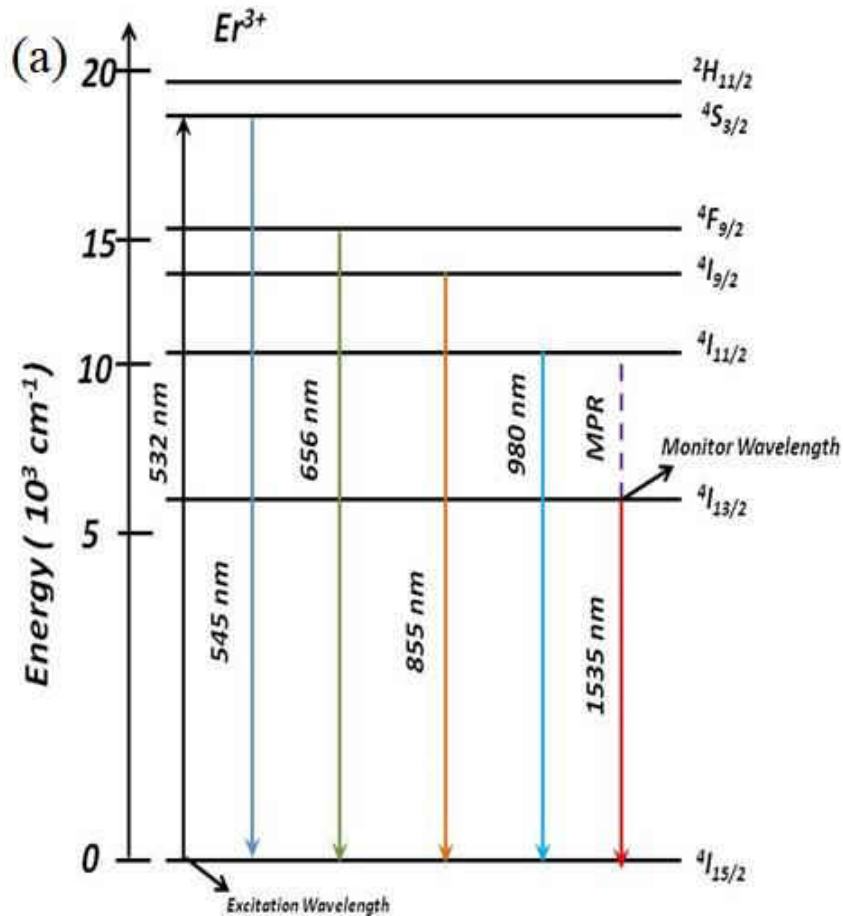 Er³⁺
(a)
20
²H₁₁/₂
⁴S₃/₂
15
⁴F₉/₂
⁴I₉/₂
10
⁴I₁₁/₂
Energy ( 10³ cm⁻¹)
532 nm
656 nm
980 nm
MPR
Monitor Wavelength
⁴I₁₃/₂
5
545 nm
855 nm
1535 nm
0
⁴I₁₅/₂
Excitation Wavelength